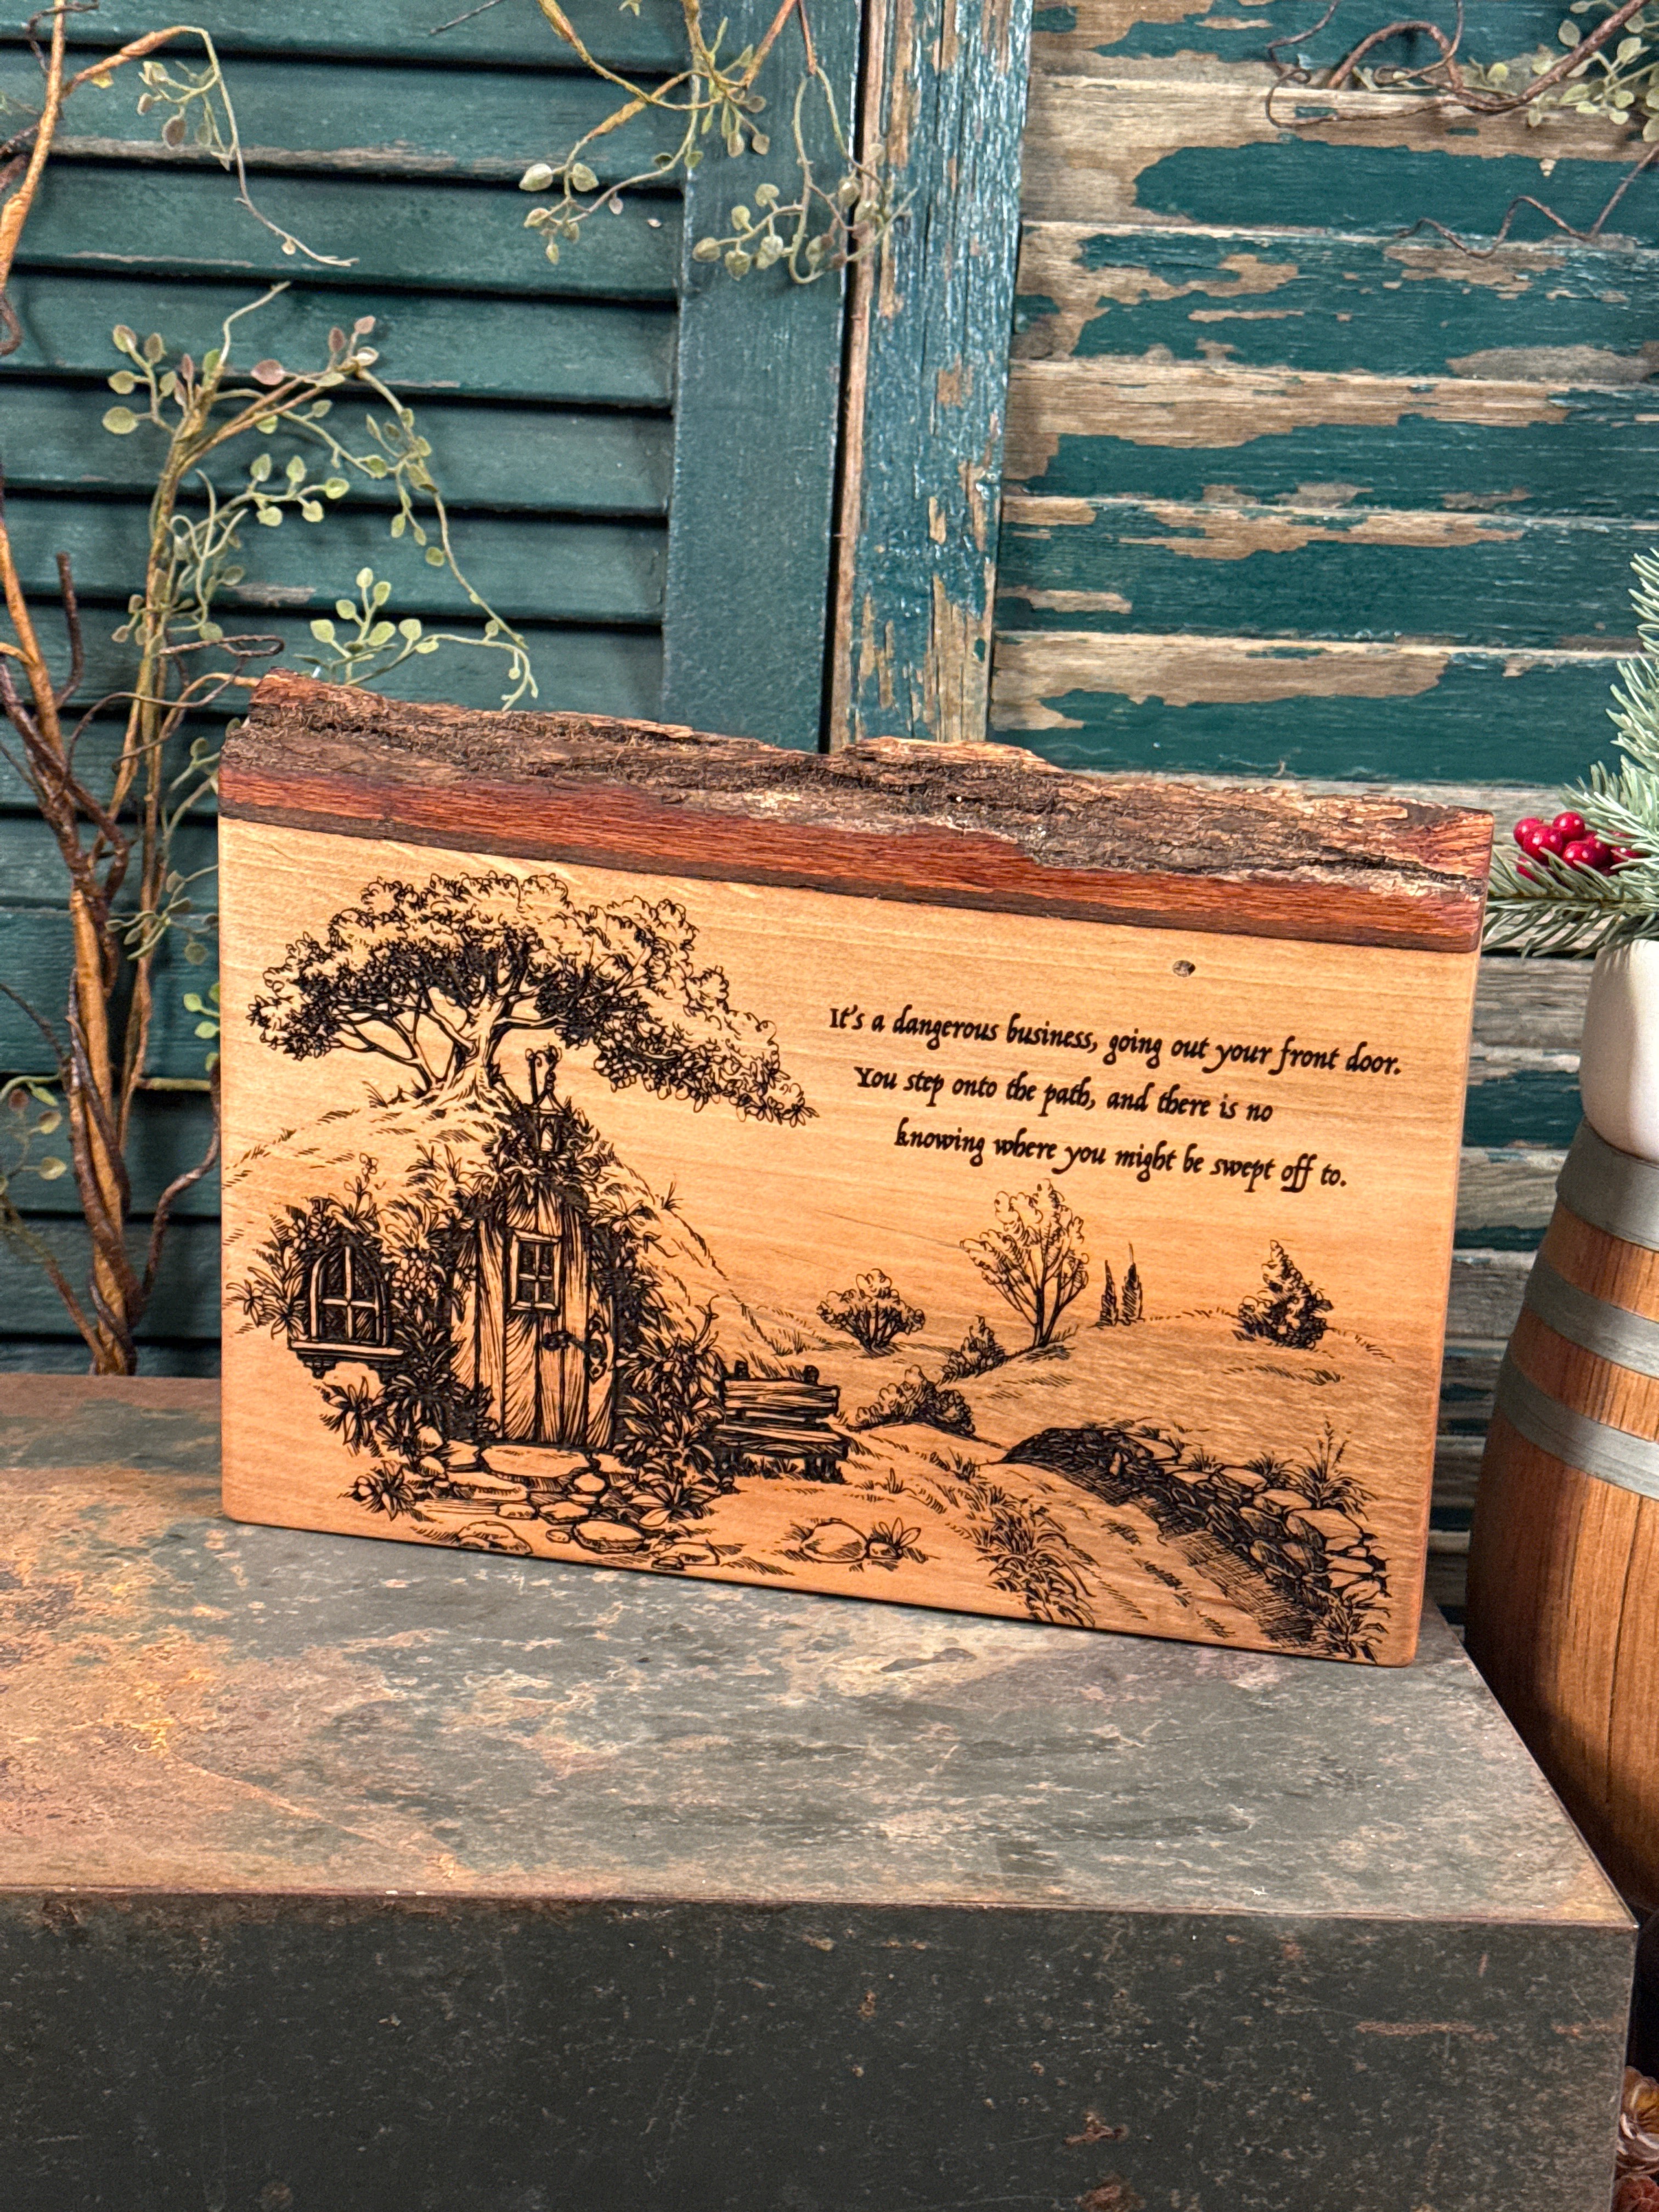 It's a dangerous business, going out your front door.
You step onto the path, and there is no
knowing where you might be swept off to.